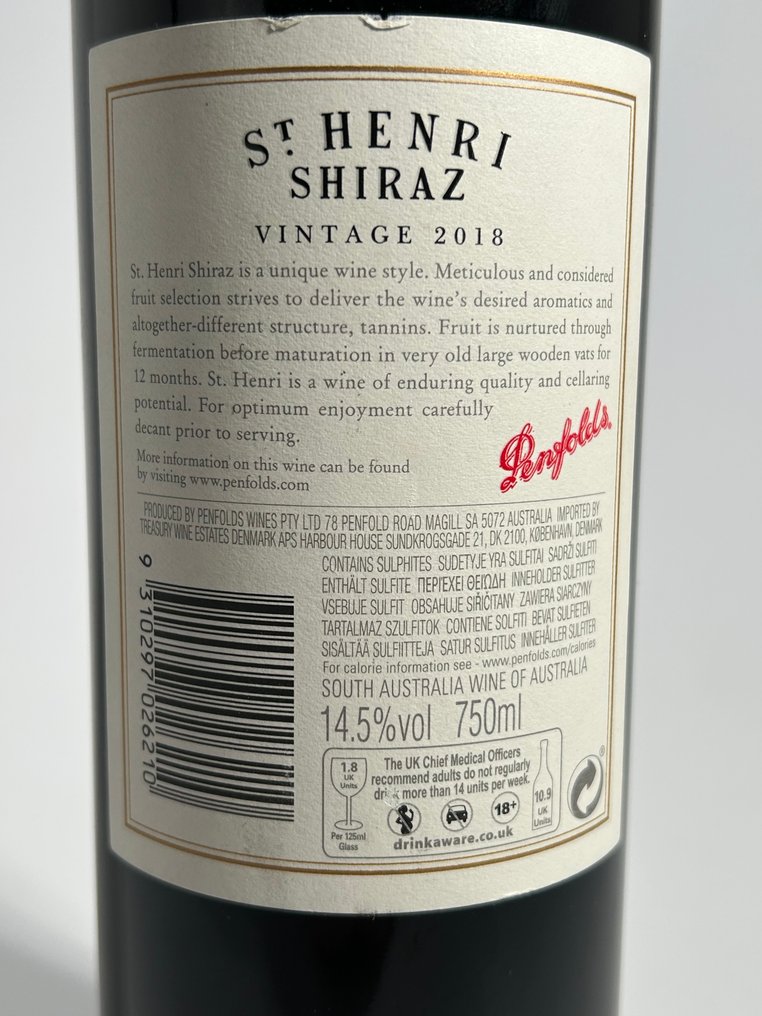 ST. HENRI
SHIRAZ
VINTAGE 2018
St. Henri Shiraz is a unique wine style. Meticulous and considered
fruit selection strives to deliver the wine's desired aromatics and
altogether-different structure, tannins. Fruit is nurtured through
fermentation before maturation in very old large wooden vats for
12 months. St. Henri is a wine of enduring quality and cellaring
potential. For optimum enjoyment carefully
decant prior to serving.
Penfolds.
More information on this wine can be found
by visiting www.penfolds.com
PRODUCED BY PENFOLDS WINES PTY LTD 78 PENFOLD ROAD MAGILL SA 5072 AUSTRALIA IMPORTED BY
TREASURY WINE ESTATES DENMARK APS HARBOUR HOUSE SUNDKROGSGADE 21, DK 2100, KØBENHAVN, DENMARK
CONTAINS SULPHITES SUDETYJE YRA SULFITAI SADRŽI SULFITI
ENTHÄLT SULFITE ΠΕΡΙΕΧΕΙ ΘΕΙΩΔΗ INNEHOLDER SULFITTER
VSEBUJE SULFIT OBSAHUJE SIŘIČITANY ZAWIERA SIARCZYNY
TARTALMAZ SZULFITOK CONTIENE SOLFITI BEVAT SULFIETEN
SISÄLTÄÄ SULFIITTEJA SATUR SULFITUS INNEHÅLLER SULFITER
For calorie information see - www.penfolds.com/calories
SOUTH AUSTRALIA WINE OF AUSTRALIA
14.5%vol 750ml
9 310297 026210
1.8
UK
Units
Per 125ml
Glass
The UK Chief Medical Officers
recommend adults do not regularly
drink more than 14 units per week.
18+
drinkaware.co.uk
10.9
UK
Units
®